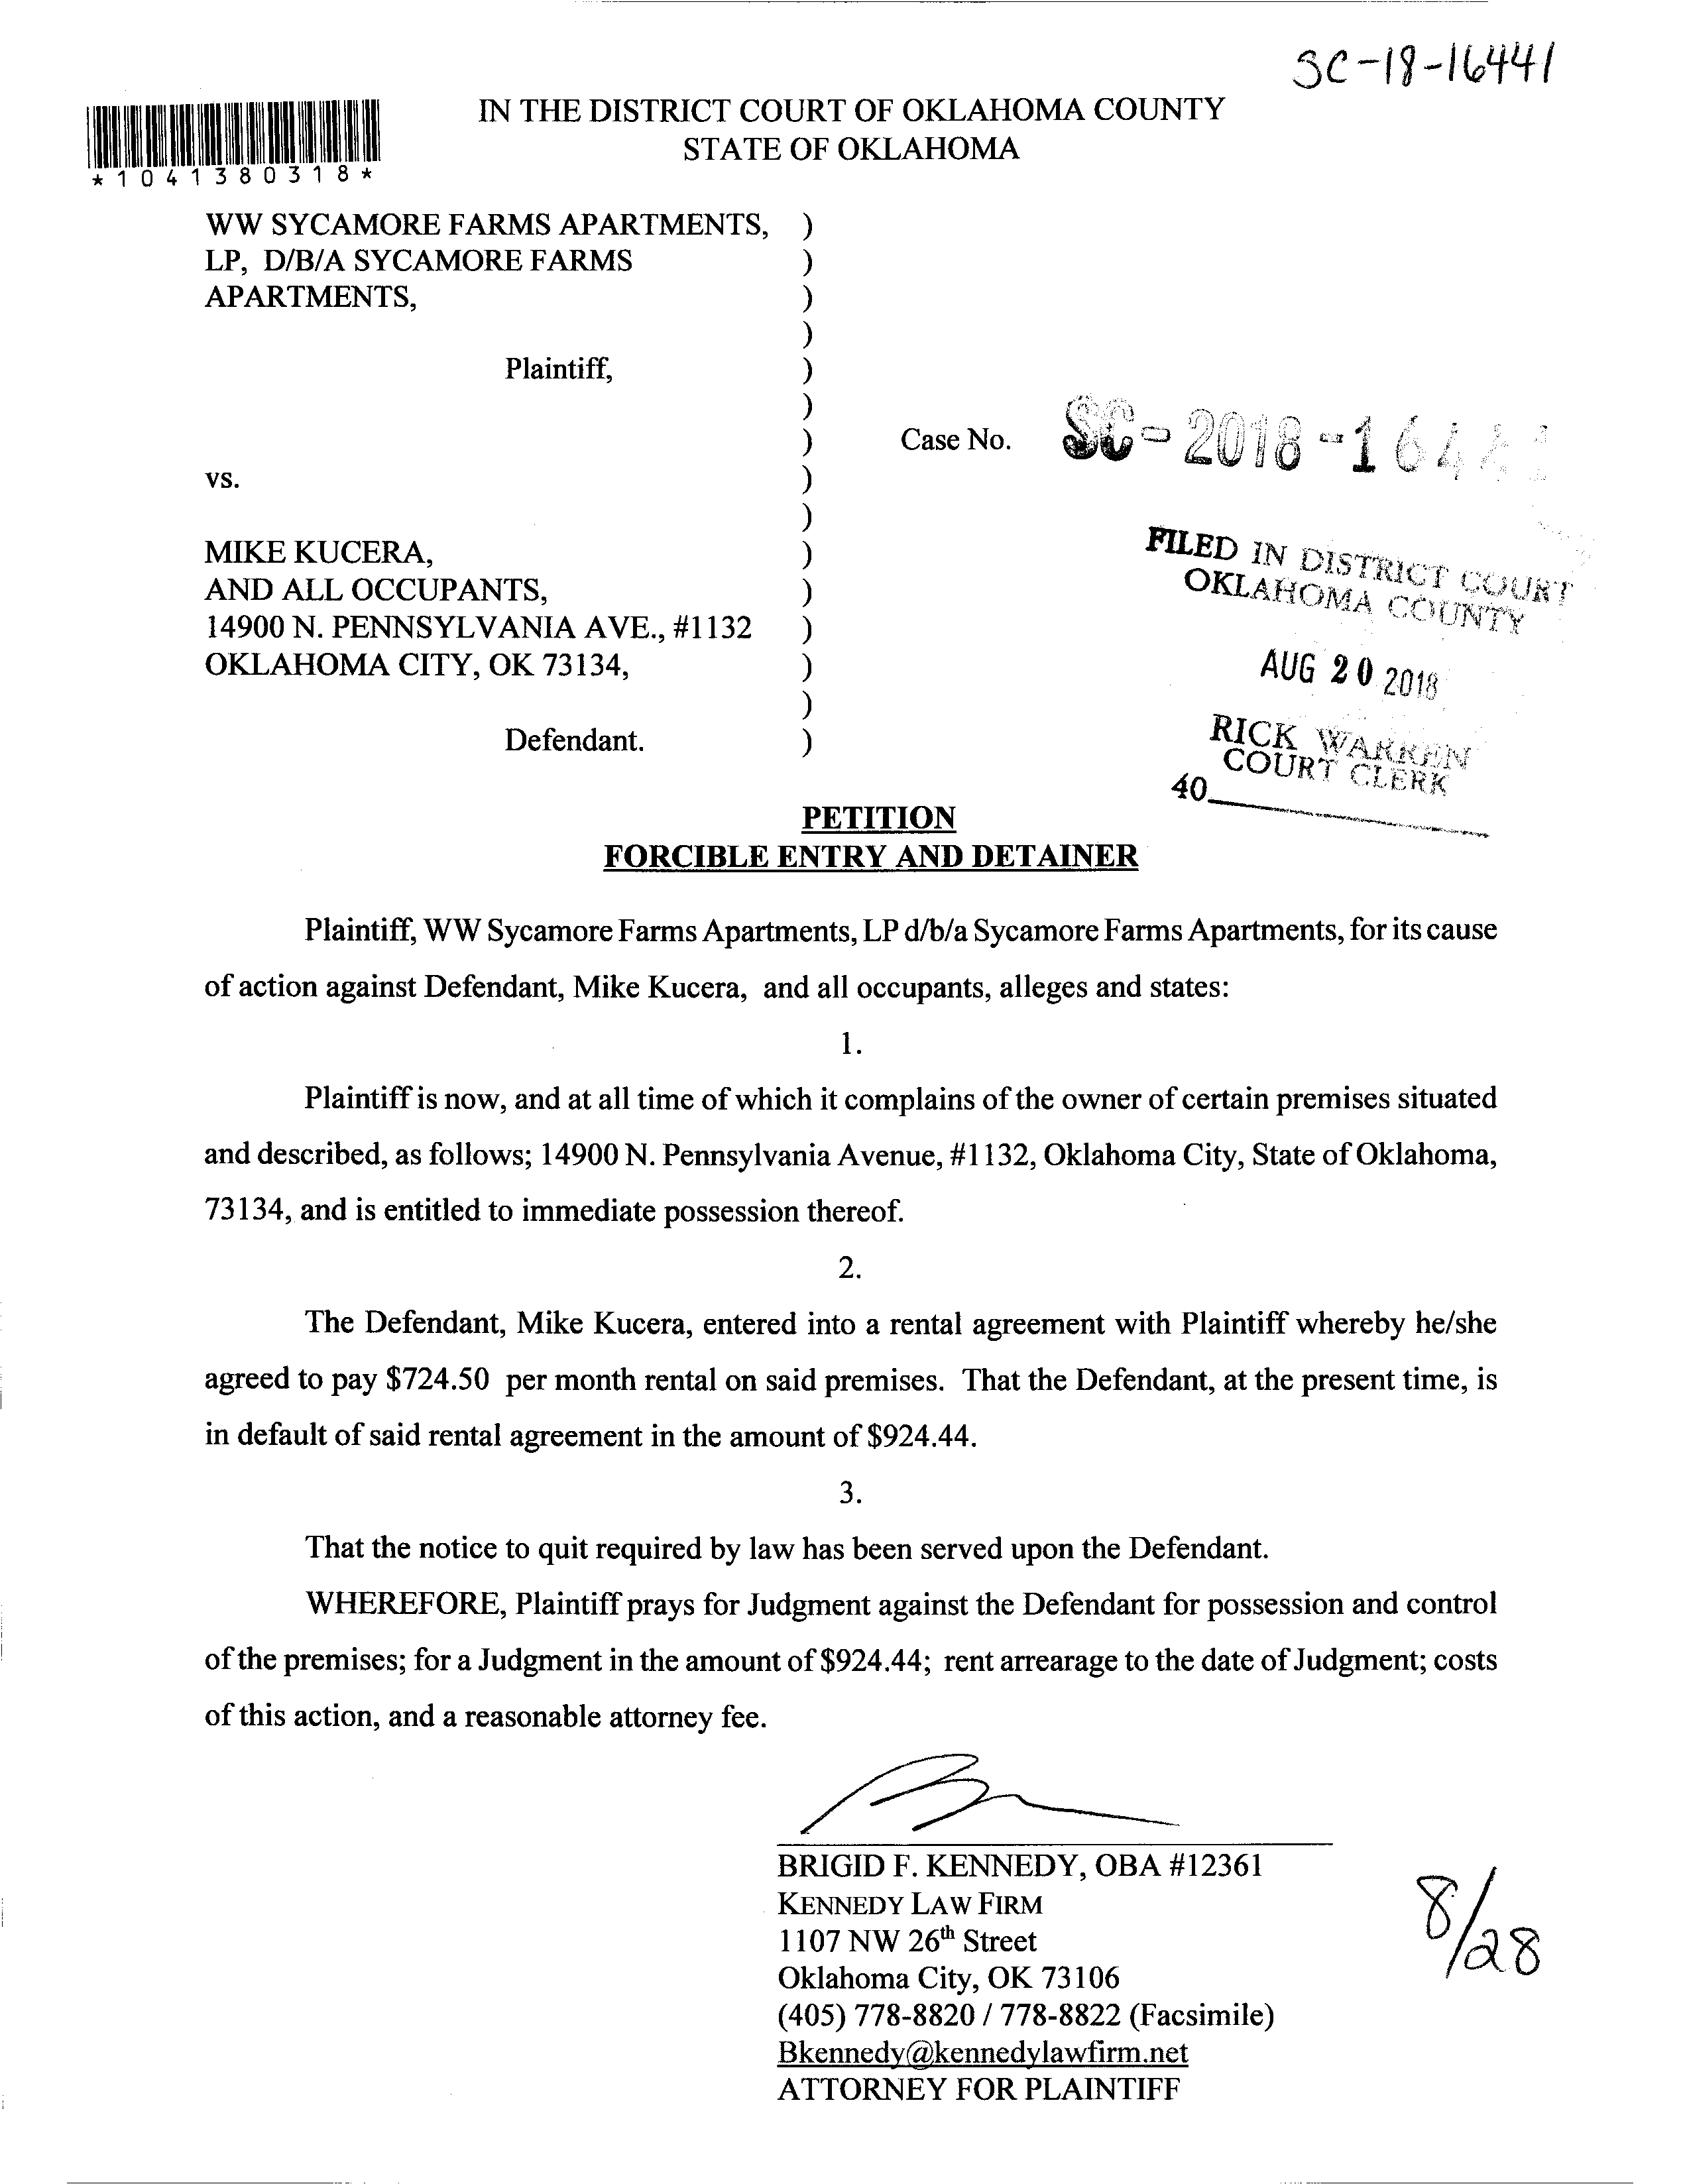 SC-18-16441
IN THE DISTRICT COURT OF OKLAHOMA COUNTY
STATE OF OKLAHOMA
*1041380318*
WW SYCAMORE FARMS APARTMENTS, )
LP, D/B/A SYCAMORE FARMS )
APARTMENTS, )
)
Plaintiff, )
)
) Case No. SC-2018-1644
vs. )
)
MIKE KUCERA, )
AND ALL OCCUPANTS, )
14900 N. PENNSYLVANIA AVE., #1132 )
OKLAHOMA CITY, OK 73134, )
)
Defendant. )
FILED IN DISTRICT COURT
OKLAHOMA COUNTY
AUG 20 2018
RICK WARREN
COURT CLERK
40
PETITION
FORCIBLE ENTRY AND DETAINER
Plaintiff, WW Sycamore Farms Apartments, LP d/b/a Sycamore Farms Apartments, for its cause
of action against Defendant, Mike Kucera, and all occupants, alleges and states:
1.
Plaintiff is now, and at all time of which it complains of the owner of certain premises situated
and described, as follows; 14900 N. Pennsylvania Avenue, #1132, Oklahoma City, State of Oklahoma,
73134, and is entitled to immediate possession thereof.
2.
The Defendant, Mike Kucera, entered into a rental agreement with Plaintiff whereby he/she
agreed to pay $724.50 per month rental on said premises. That the Defendant, at the present time, is
in default of said rental agreement in the amount of $924.44.
3.
That the notice to quit required by law has been served upon the Defendant.
WHEREFORE, Plaintiff prays for Judgment against the Defendant for possession and control
of the premises; for a Judgment in the amount of $924.44; rent arrearage to the date of Judgment; costs
of this action, and a reasonable attorney fee.
BRIGID F. KENNEDY, OBA #12361
KENNEDY LAW FIRM
1107 NW 26th Street
Oklahoma City, OK 73106
(405) 778-8820 / 778-8822 (Facsimile)
Bkennedy@kennedylawfirm.net
ATTORNEY FOR PLAINTIFF
8/28